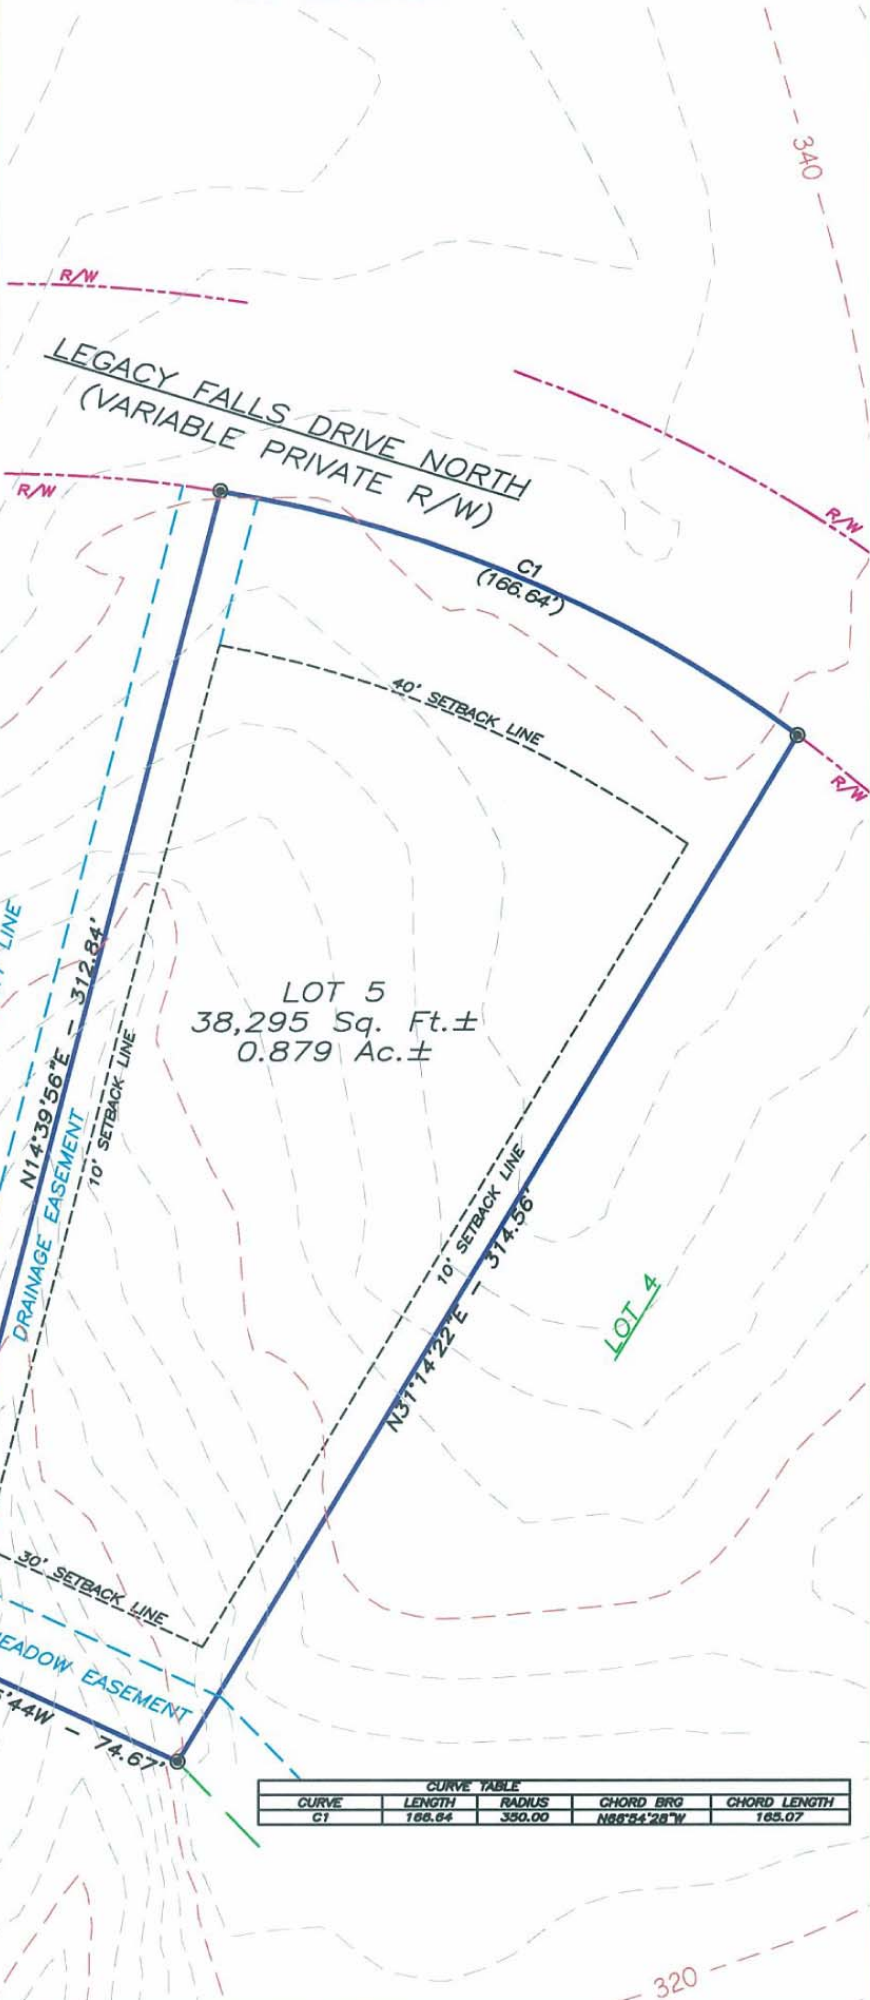 340
R/W
LEGACY FALLS DRIVE NORTH
(VARIABLE PRIVATE R/W)
R/W
R/W
C1
(166.64')
40' SETBACK LINE
R/W
LINE
N14°39'56"E - 312.84'
LOT 5
38,295 Sq. Ft.±
0.879 Ac.±
10' SETBACK LINE
DRAINAGE EASEMENT
10' SETBACK LINE
N31°14'22"E - 314.56'
LOT 4
30' SETBACK LINE
EADOW EASEMENT
'44W - 74.67'
CURVE TABLE
CURVE LENGTH RADIUS CHORD BRG CHORD LENGTH
C1 166.64 350.00 N66°54'28"W 165.07
320